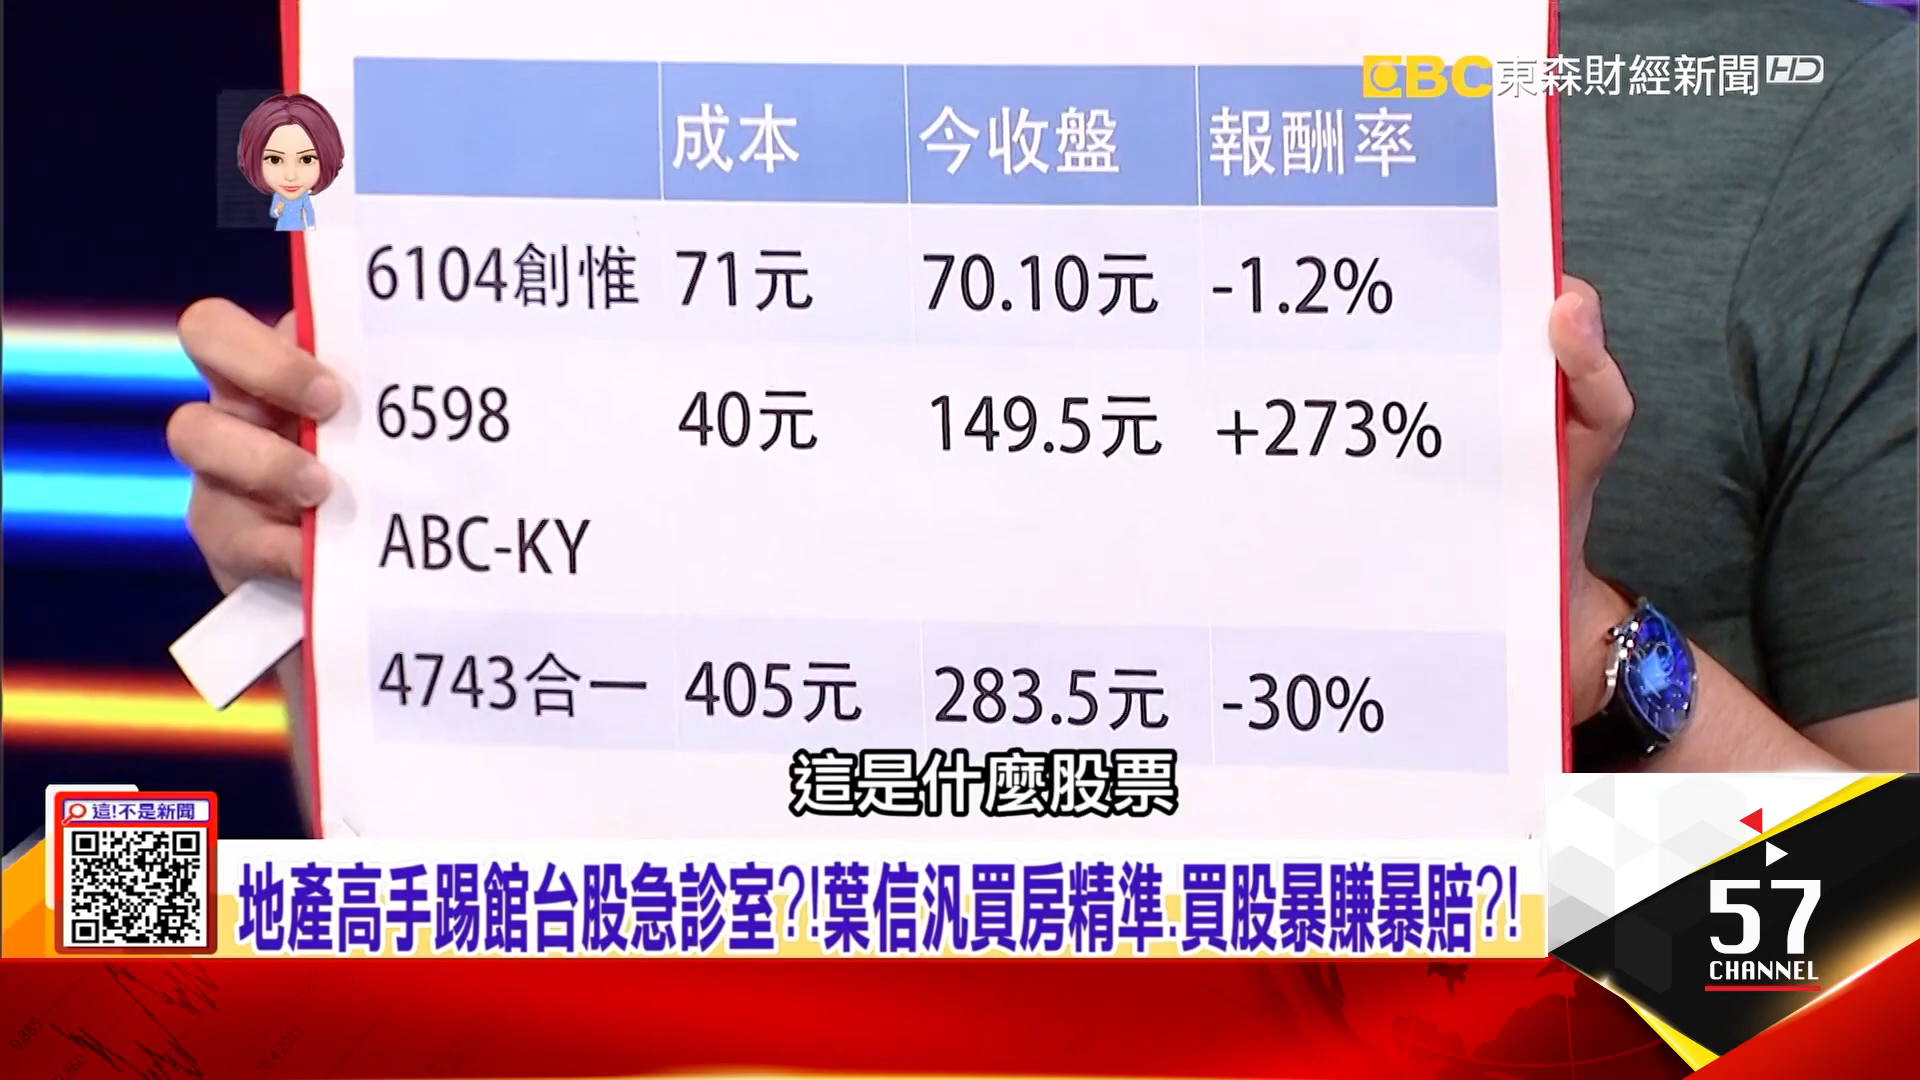 EBC東森財經新聞HD
成本 今收盤 報酬率
6104創惟 71元 70.10元 -1.2%
6598 40元 149.5元 +273%
ABC-KY
4743合一 405元 283.5元 -30%
這是什麼股票
這!不是新聞
地產高手踢館台股急診室?!葉信汎買房精準.買股暴賺暴賠?!
57
CHANNEL